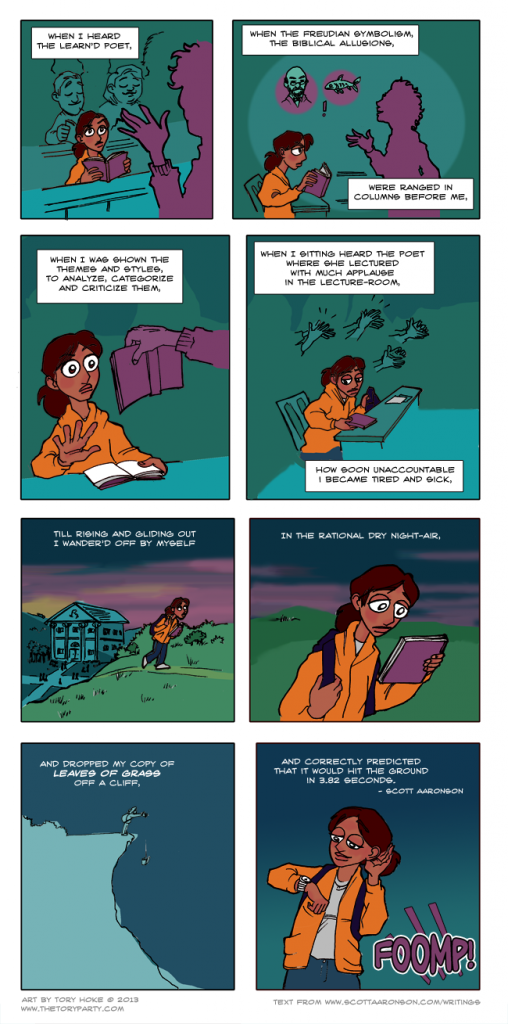 WHEN I HEARD
THE LEARN'D POET,
WHEN THE FREUDIAN SYMBOLISM,
THE BIBLICAL ALLUSIONS,
!
WERE RANGED IN
COLUMNS BEFORE ME,
WHEN I WAS SHOWN THE
THEMES AND STYLES,
TO ANALYZE, CATEGORIZE
AND CRITICIZE THEM,
WHEN I SITTING HEARD THE POET
WHERE SHE LECTURED
WITH MUCH APPLAUSE
IN THE LECTURE-ROOM,
HOW SOON UNACCOUNTABLE
I BECAME TIRED AND SICK,
TILL RISING AND GLIDING OUT
I WANDER'D OFF BY MYSELF
IN THE RATIONAL DRY NIGHT-AIR,
AND DROPPED MY COPY OF
LEAVES OF GRASS
OFF A CLIFF,
AND CORRECTLY PREDICTED
THAT IT WOULD HIT THE GROUND
IN 3.82 SECONDS.
- SCOTT AARONSON
FOOMP!
ART BY TORY HOKE © 2013
WWW.THETORYPARTY.COM
TEXT FROM WWW.SCOTTAARONSON.COM/WRITINGS